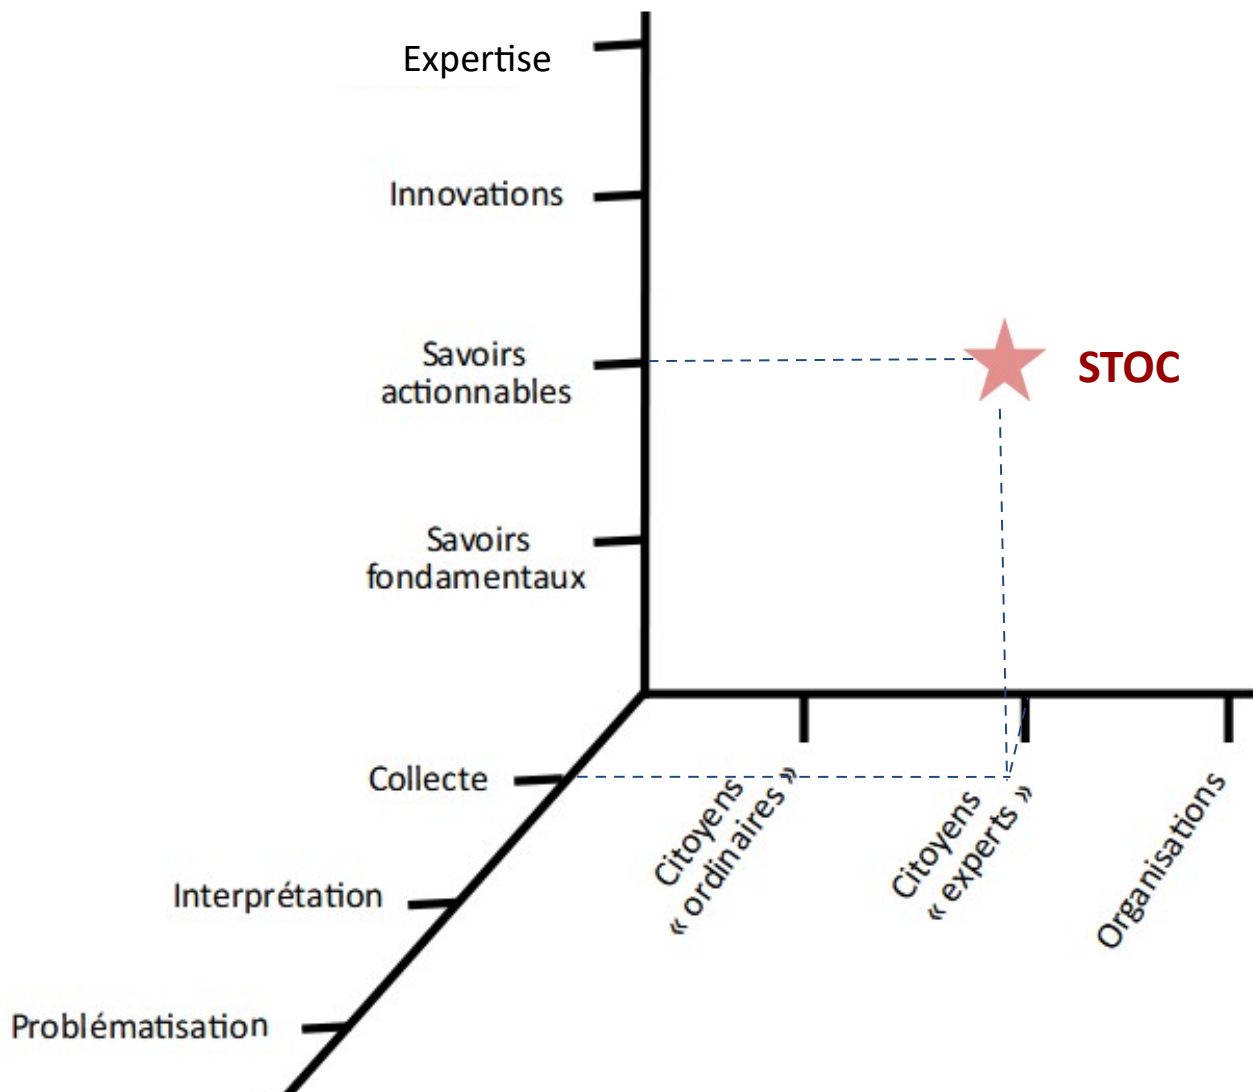 Expertise
Innovations
Savoirs
actionnables
STOC
Savoirs
fondamentaux
Collecte
Citoyens
« ordinaires »
Citoyens
« experts »
Organisations
Interprétation
Problématisation